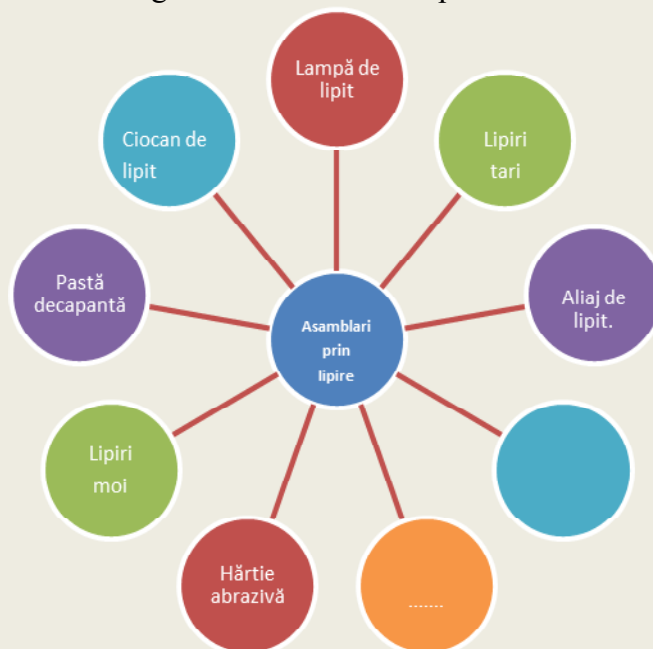 Lampă de
lipit
Lipiri
tari
Aliaj de
lipit.
.......
Hărtie
abrazivă
Lipiri
moi
Pastă
decapantă
Ciocan de
lipit
Asamblari
prin
lipire